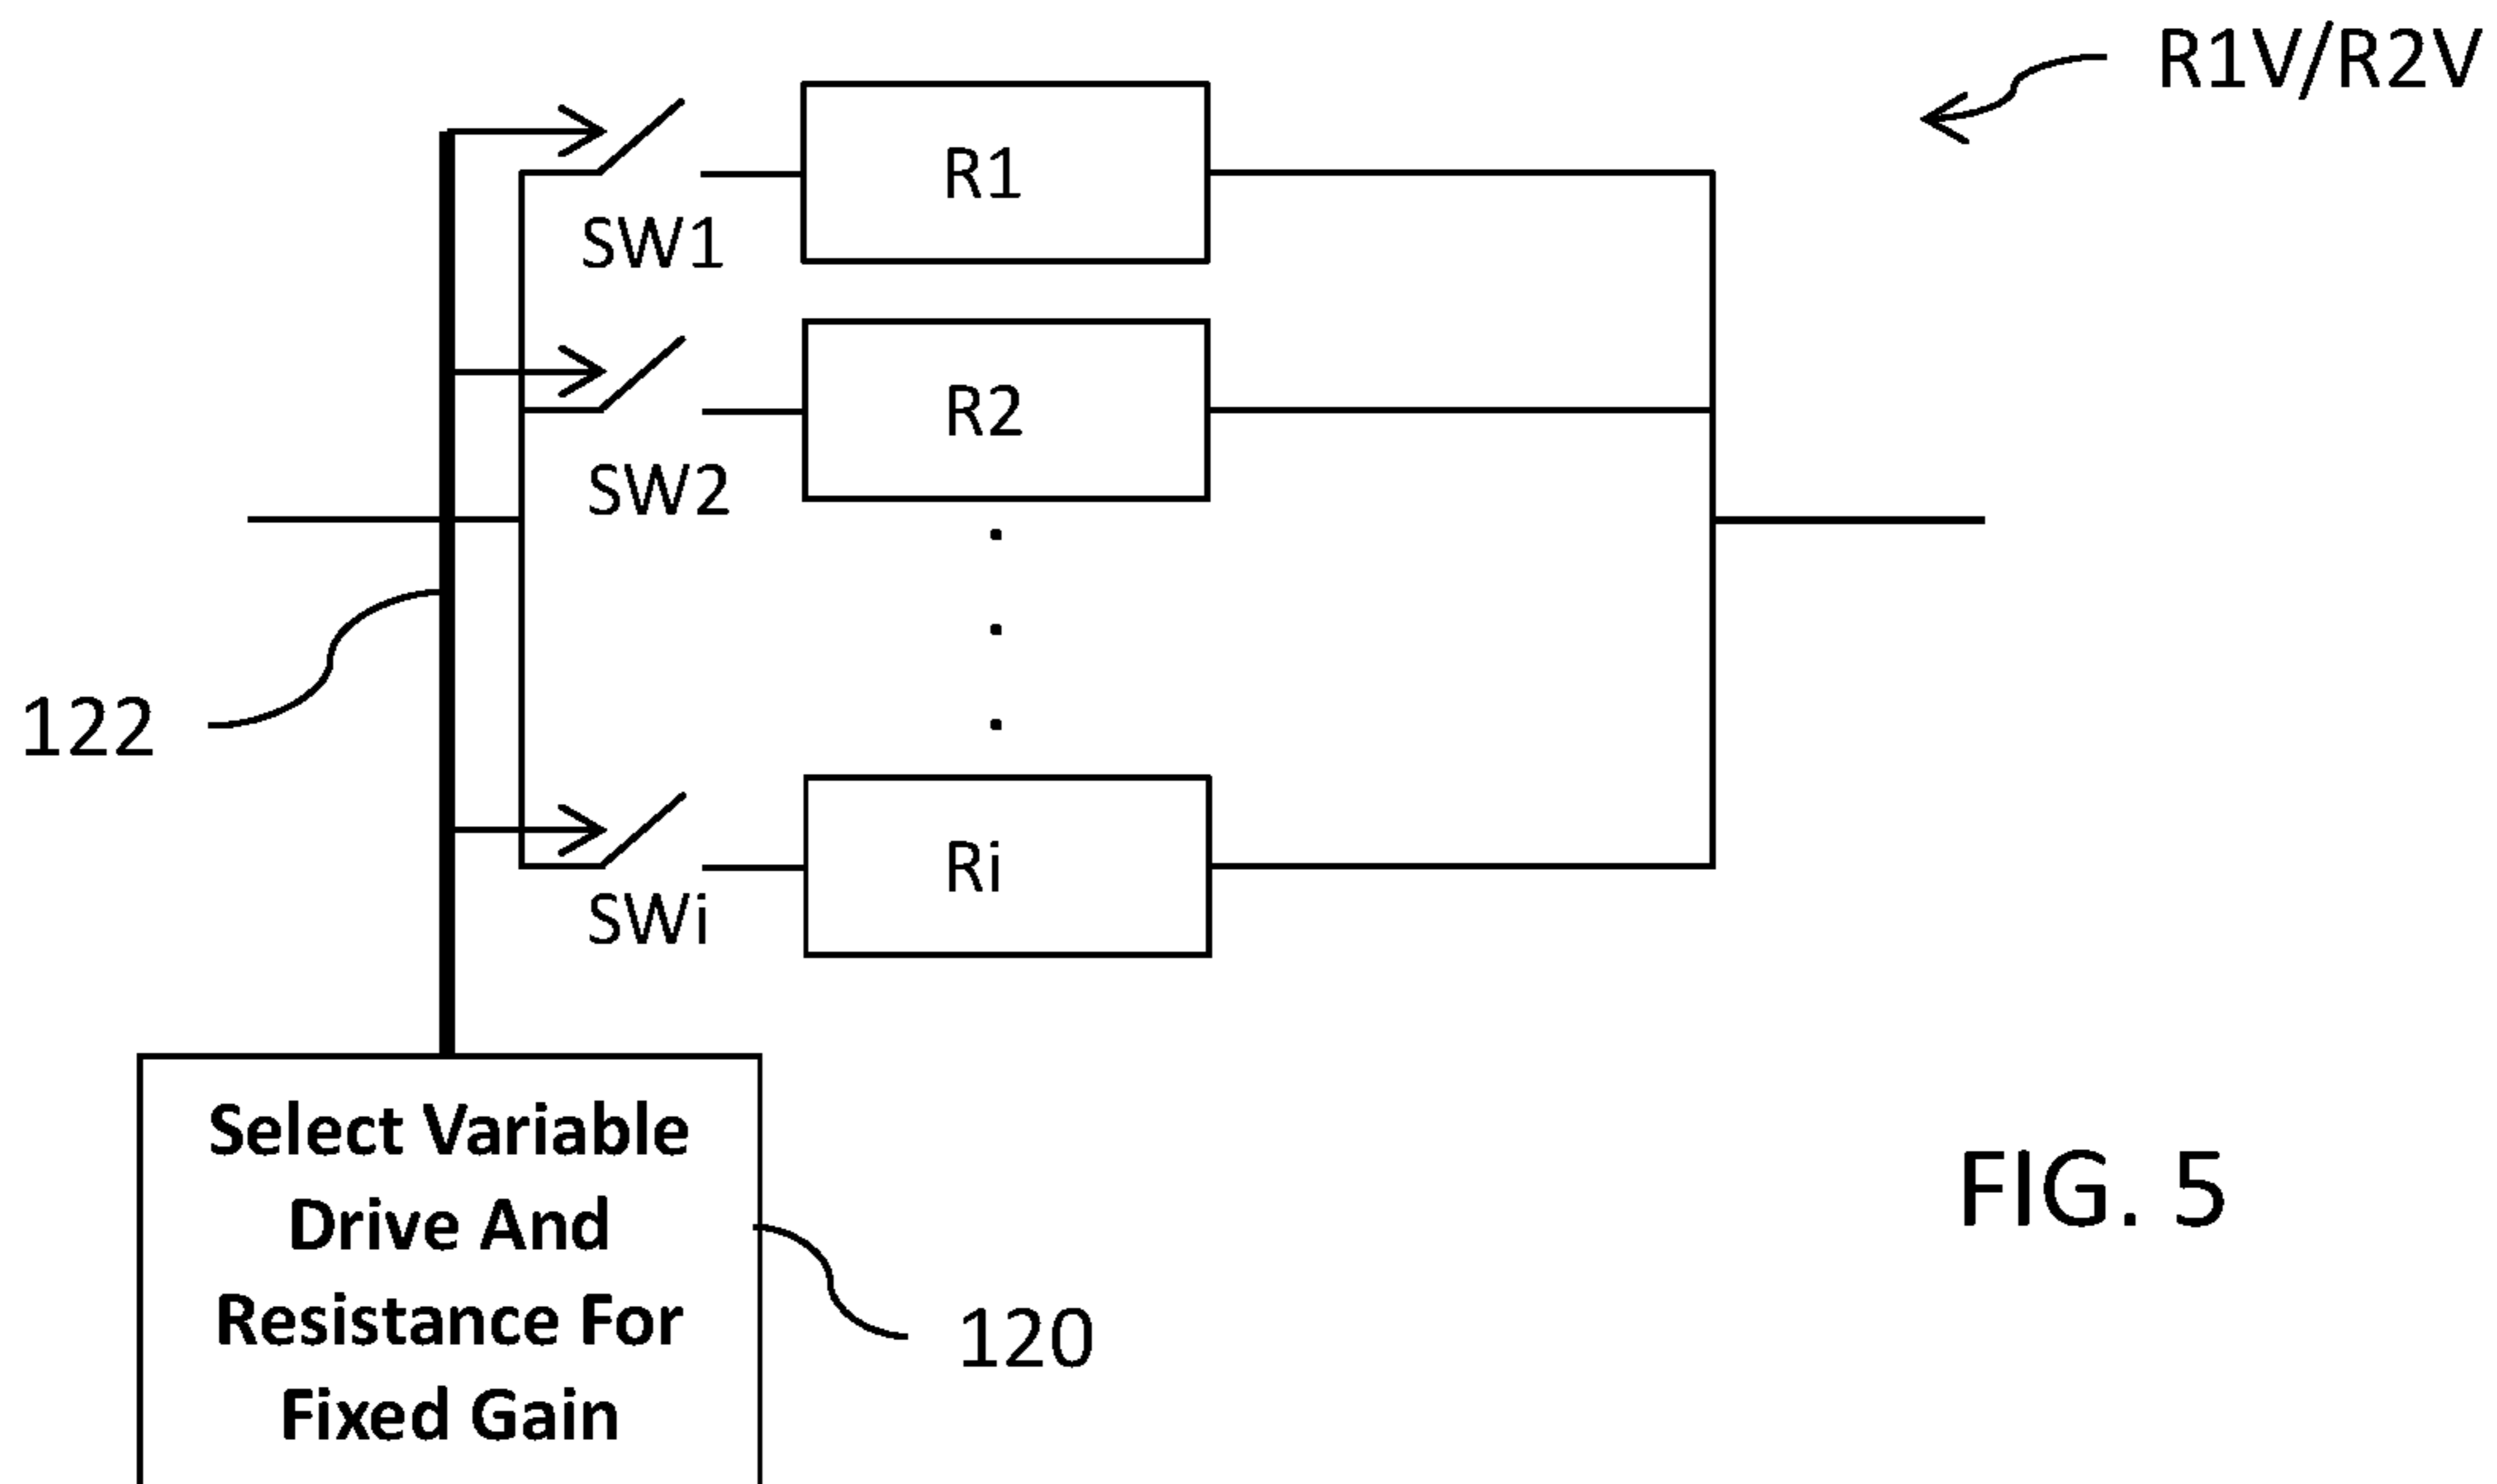 R1V/R2V
R1
SW1
R2
SW2
122
Ri
SWi
Select Variable
Drive And
Resistance For
Fixed Gain
FIG. 5
120